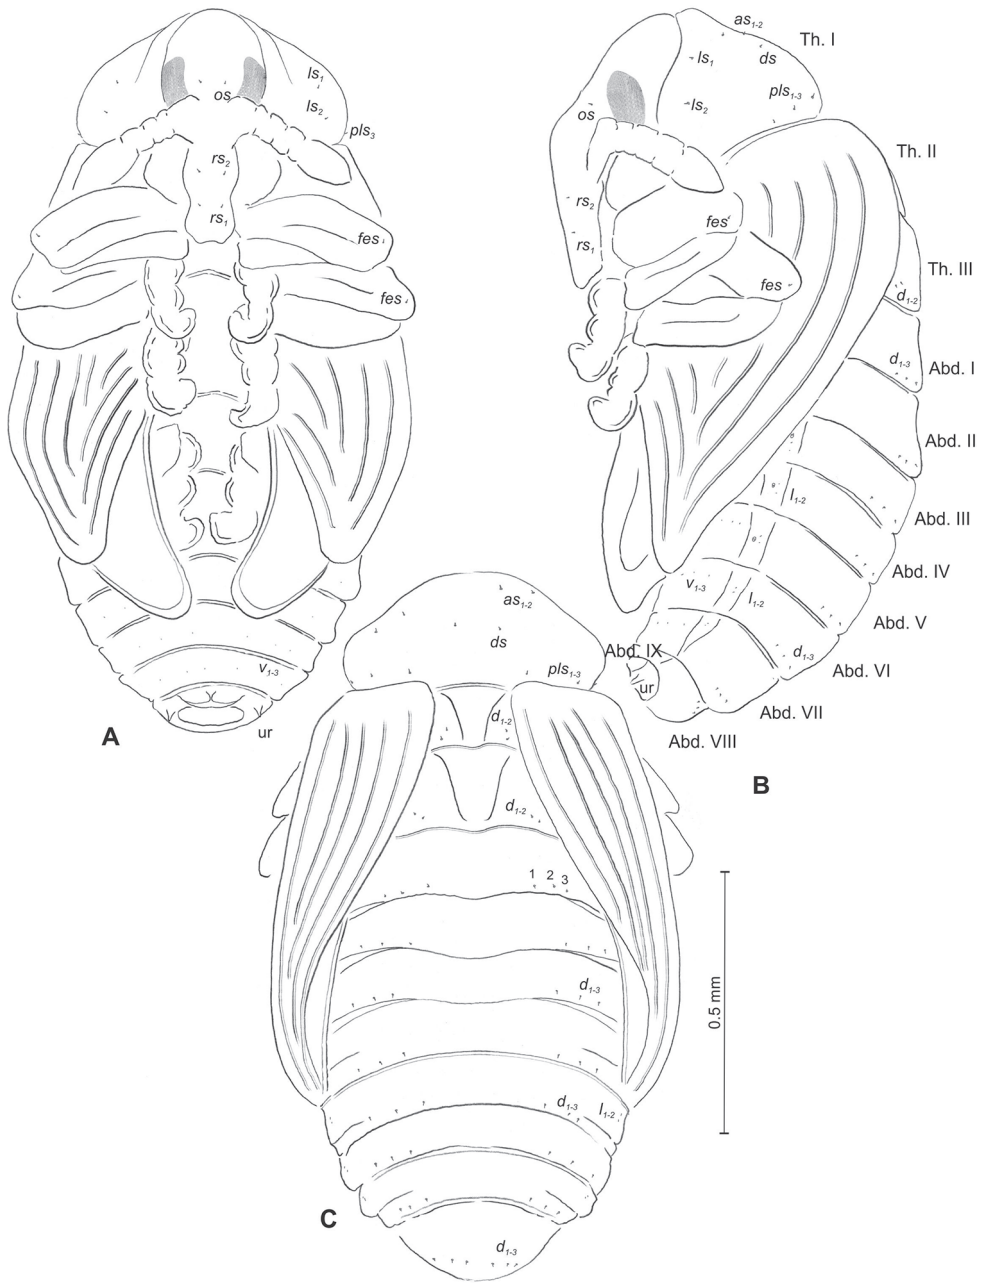 ls1
os
ls2
pls3
rs2
rs1
fes
fes
v1-3
ur
A
as1-2
Th. I
ls1
ds
pls1-3
os
ls2
Th. II
rs2
fes
rs1
Th. III
fes
d1-2
d1-3
Abd. I
Abd. II
l1-2
Abd. III
Abd. IV
v1-3
l1-2
Abd. V
Abd. IX
d1-3
Abd. VI
ur
Abd. VII
Abd. VIII
B
as1-2
ds
pls1-3
d1-2
d1-2
1 2 3
d1-3
d1-3
l1-2
d1-3
C
0.5 mm